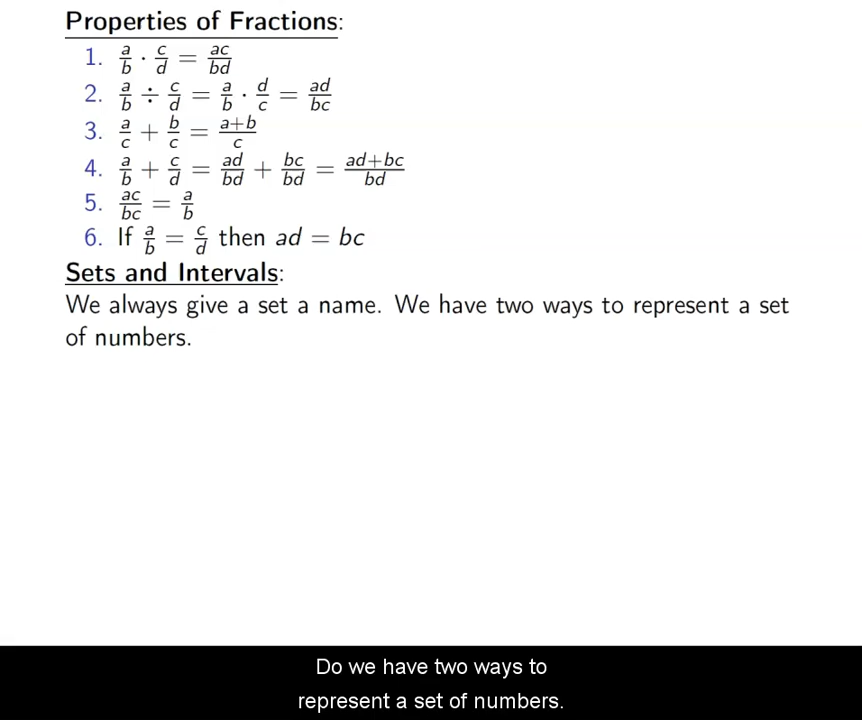 Properties of Fractions:
1. a/b · c/d = ac/bd
2. a/b ÷ c/d = a/b · d/c = ad/bc
3. a/c + b/c = a+b/c
4. a/b + c/d = ad/bd + bc/bd = ad+bc/bd
5. ac/bc = a/b
6. If a/b = c/d then ad = bc
Sets and Intervals:
We always give a set a name. We have two ways to represent a set
of numbers.
Do we have two ways to
represent a set of numbers.